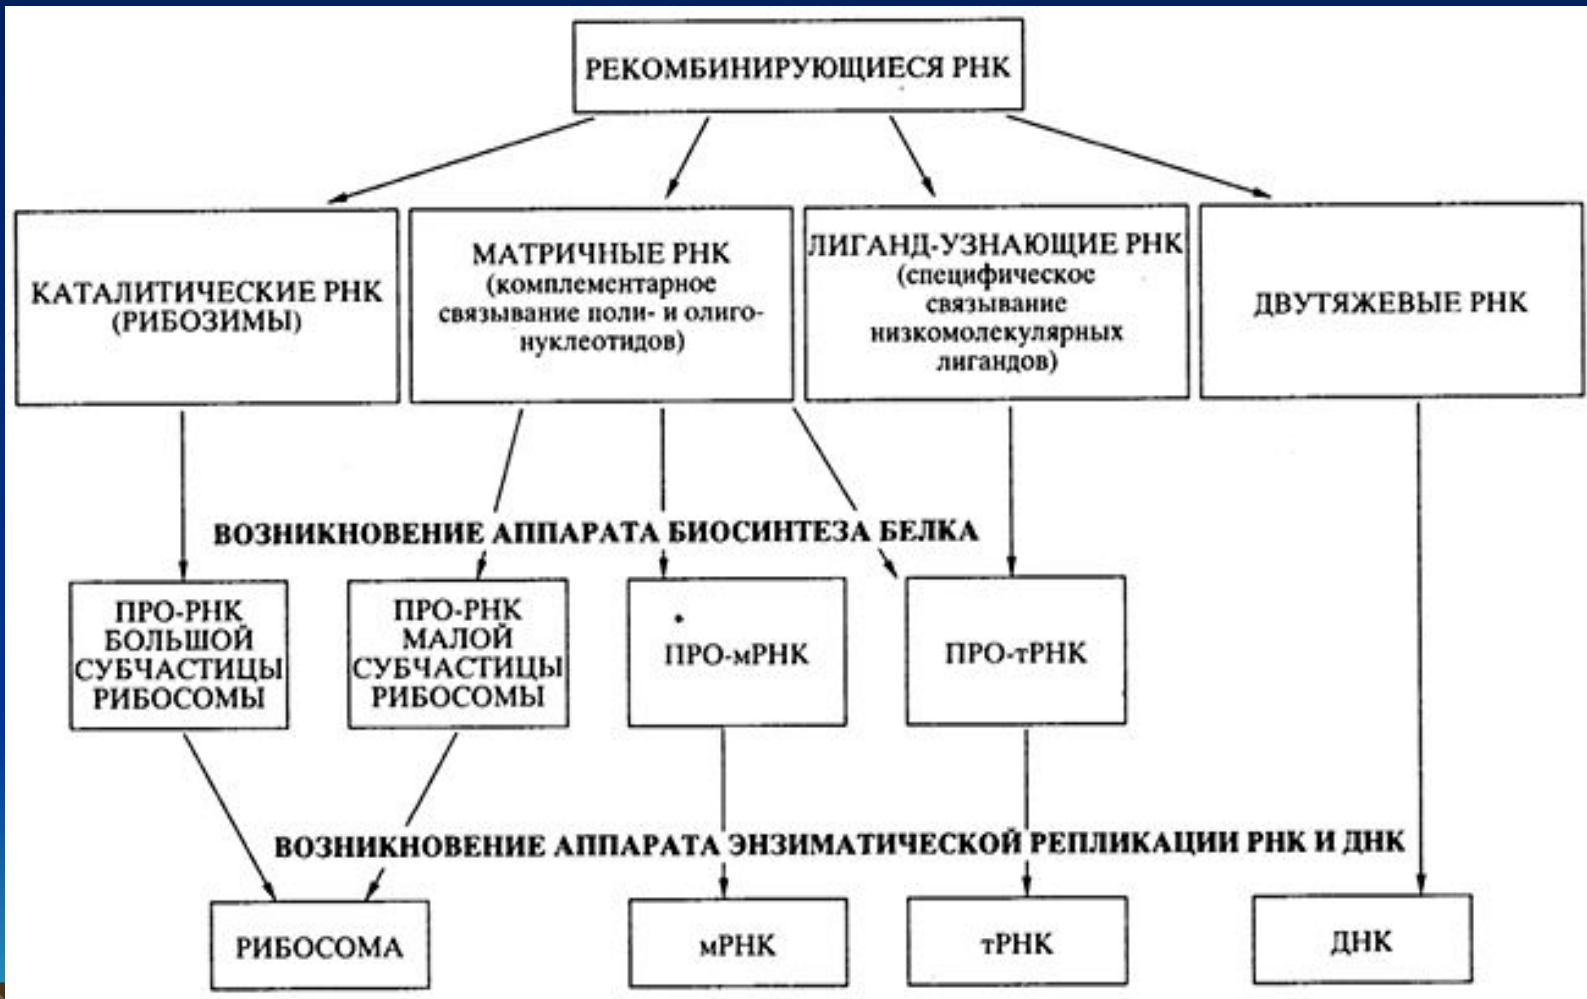 РЕКОМБИНИРУЮЩИЕСЯ РНК
КАТАЛИТИЧЕСКИЕ РНК
(РИБОЗИМЫ)
МАТРИЧНЫЕ РНК
(комплементарное
связывание поли- и олиго-
нуклеотидов)
ЛИГАНД-УЗНАЮЩИЕ РНК
(специфическое
связывание
низкомолекулярных
лигандов)
ДВУТЯЖЕВЫЕ РНК
ВОЗНИКНОВЕНИЕ АППАРАТА БИОСИНТЕЗА БЕЛКА
ПРО-РНК
БОЛЬШОЙ
СУБЧАСТИЦЫ
РИБОСОМЫ
ПРО-РНК
МАЛОЙ
СУБЧАСТИЦЫ
РИБОСОМЫ
ПРО-мРНК
ПРО-тРНК
ВОЗНИКНОВЕНИЕ АППАРАТА ЭНЗИМАТИЧЕСКОЙ РЕПЛИКАЦИИ РНК И ДНК
РИБОСОМА
мРНК
тРНК
ДНК